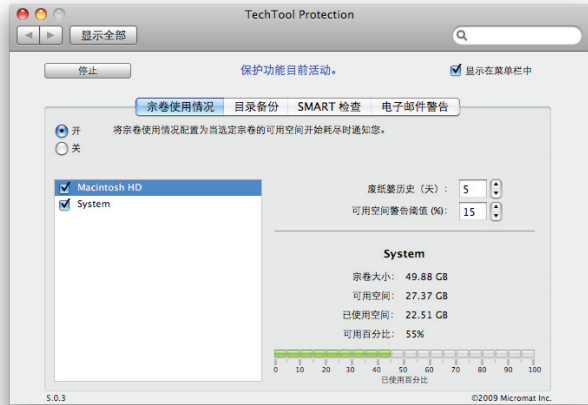 TechTool Protection
显示全部
停止
保护功能目前活动。
显示在菜单栏中
宗卷使用情况 目录备份 SMART 检查 电子邮件警告
开 将宗卷使用情况配置为当选定宗卷的可用空间开始耗尽时通知您。
关
Macintosh HD
System
废纸篓历史（天）: 5
可用空间警告阈值 (%): 15
System
宗卷大小: 49.88 GB
可用空间: 27.37 GB
已使用空间: 22.51 GB
可用百分比: 55%
0 10 20 30 40 50 60 70 80 90 100
已使用百分比
5.0.3 ©2009 Micromat Inc.